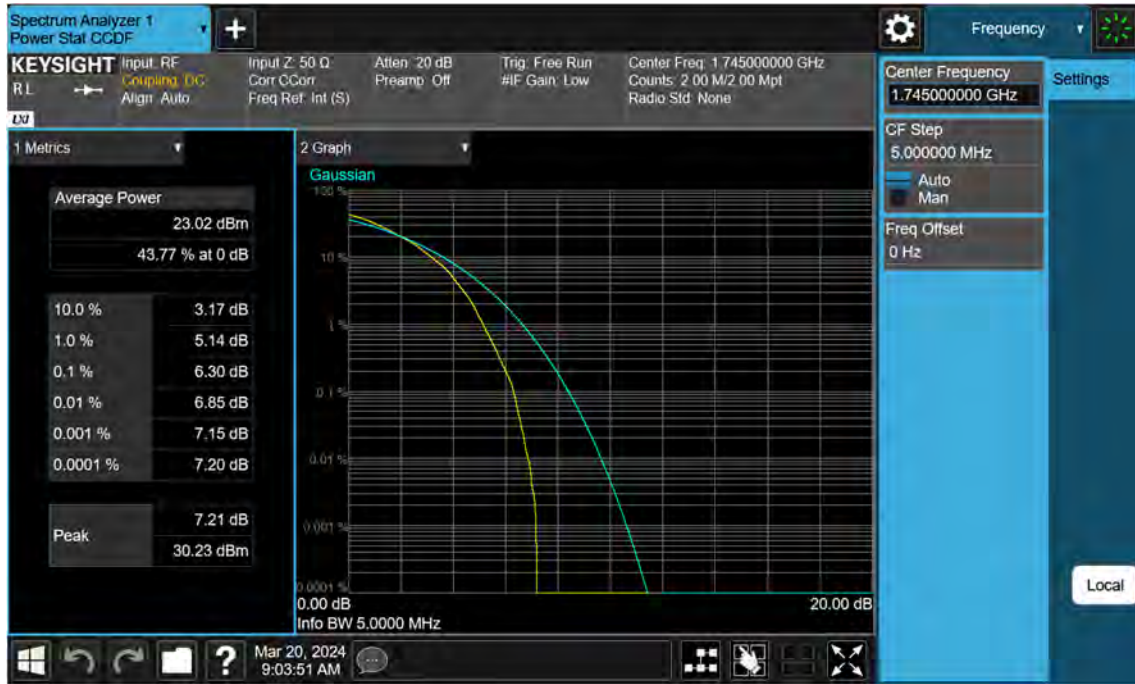 Spectrum Analyzer 1
Power Stat CCDF
+
Frequency
KEYSIGHT
RL
LXI
Input: RF
Coupling: DC
Align: Auto
Input Z: 50 Ω
Corr CCorr
Freq Ref: Int (S)
Atten: 20 dB
Preamp: Off
Trig: Free Run
#IF Gain: Low
Center Freq: 1.745000000 GHz
Counts: 2.00 M/2.00 Mpt
Radio Std: None
Center Frequency
1.745000000 GHz
Settings
CF Step
5.000000 MHz
Auto
Man
Freq Offset
0 Hz
1 Metrics
Average Power
23.02 dBm
43.77 % at 0 dB
10.0 % 3.17 dB
1.0 % 5.14 dB
0.1 % 6.30 dB
0.01 % 6.85 dB
0.001 % 7.15 dB
0.0001 % 7.20 dB
Peak
7.21 dB
30.23 dBm
2 Graph
Gaussian
100 %
10 %
1 %
0.1 %
0.01 %
0.001 %
0.0001 %
0.00 dB
20.00 dB
Info BW 5.0000 MHz
Local
?
Mar 20, 2024
9:03:51 AM